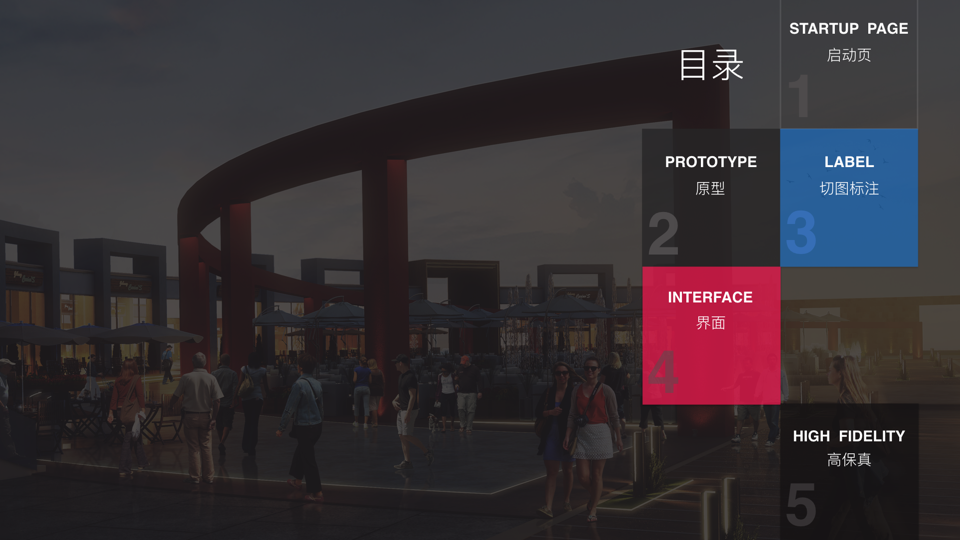 目录
STARTUP PAGE
启动页
1
PROTOTYPE
原型
2
LABEL
切图标注
3
INTERFACE
界面
4
HIGH FIDELITY
高保真
5